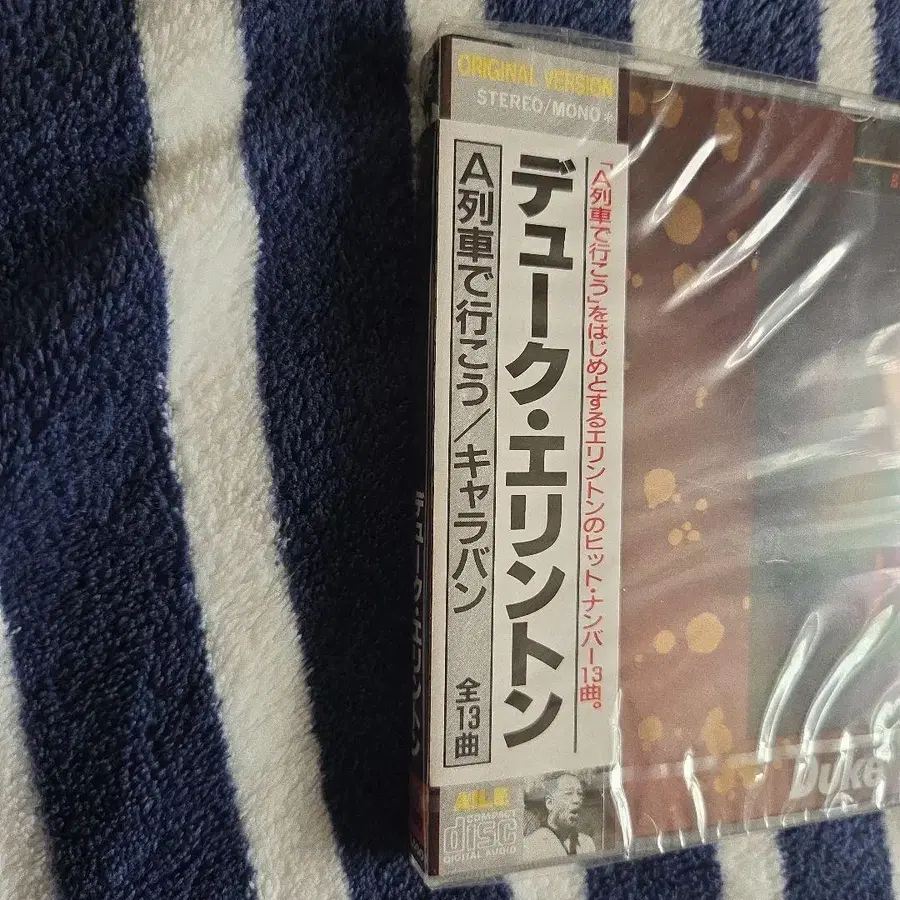 ORIGINAL VERSION
STEREO/MONO*
「A列車で行こう」をはじめとするエリントンのヒット・ナンバー13曲。
デューク・エリントン
A列車で行こう/キャラバン
全13曲
COMPACT
disc
DIGITAL AUDIO
デューク・エリントン
Duke